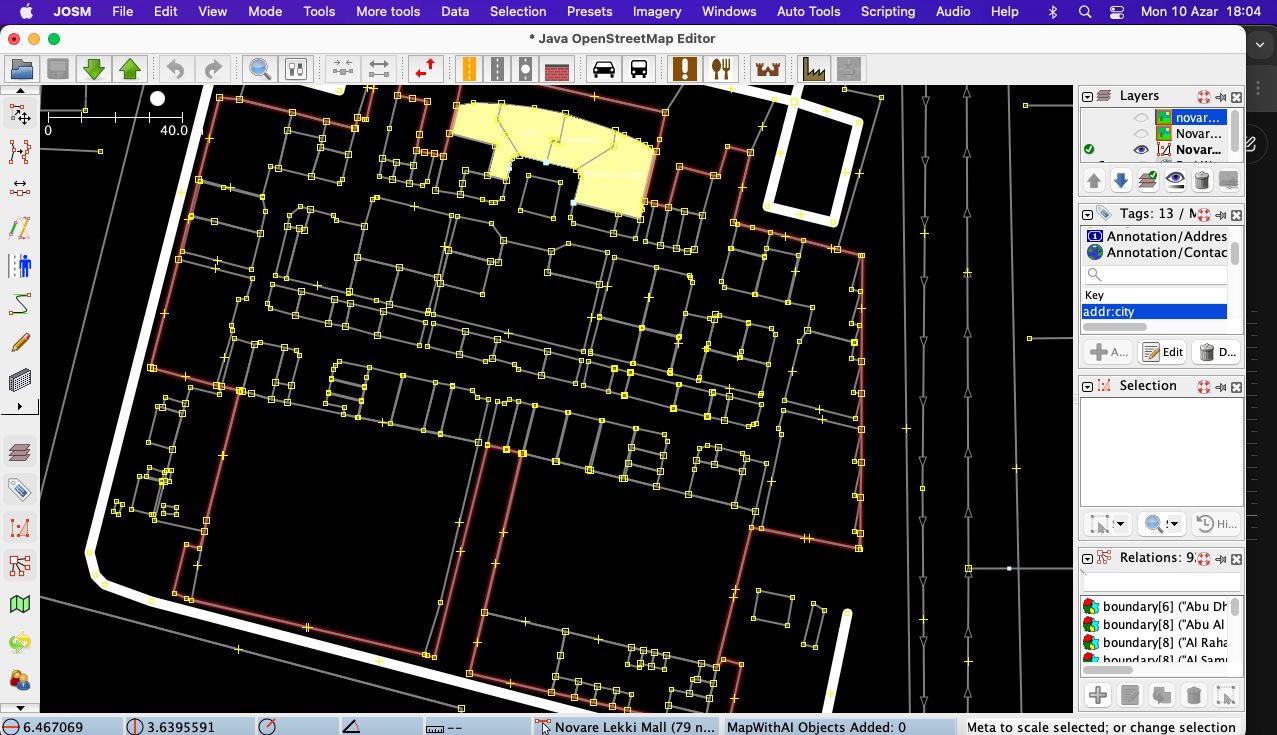 JOSM File Edit View Mode Tools More tools Data Selection Presets Imagery Windows Auto Tools Scripting Audio Help Mon 10 Azar 18:04
* Java OpenStreetMap Editor
0 40.0
Layers
novar...
Novar...
Novar...
Tags: 13 / M
Annotation/Addres
Annotation/Contac
Key
addr:city
A... Edit D...
Selection
Hi...
Relations: 9
boundary[6] ("Abu Dh
boundary[8] ("Abu Al
boundary[8] ("Al Raha
boundary[8] ("Al Sam
6.467069 3.6395591 -- Novare Lekki Mall (79 n... MapWithAI Objects Added: 0 Meta to scale selected; or change selection